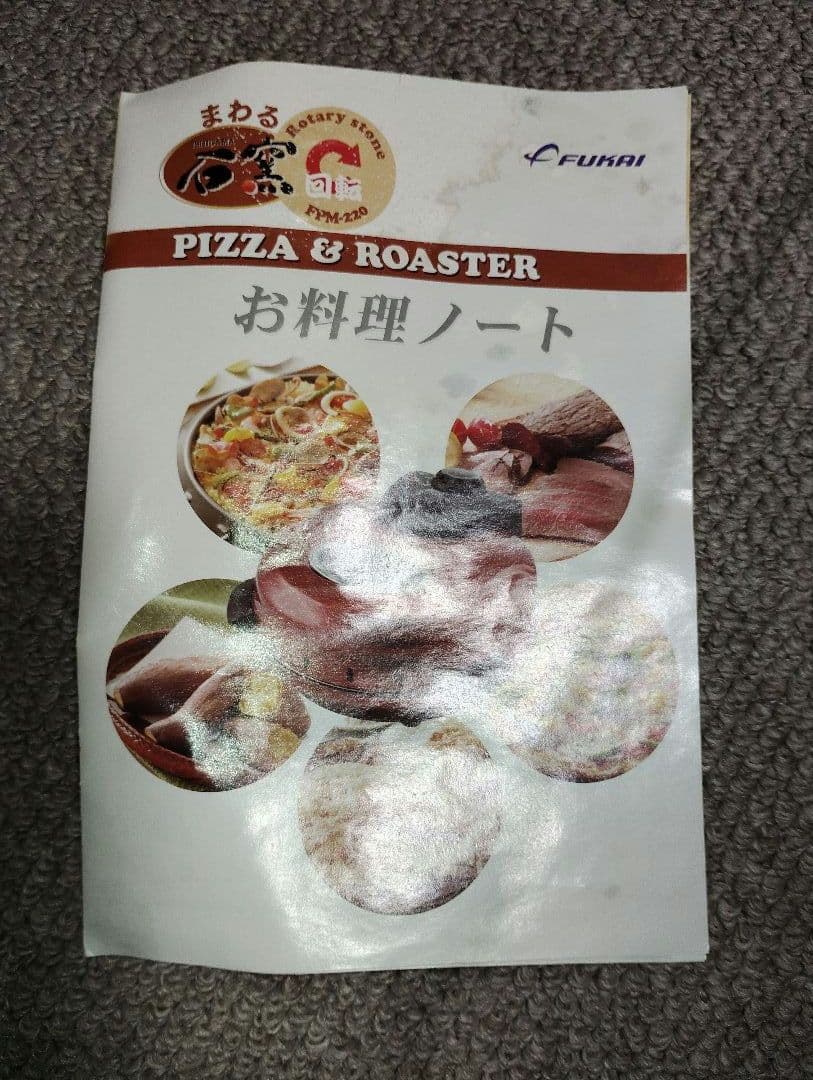 まわる
石窯
Rotary stone
回転
FPM-220
FUKAI
PIZZA & ROASTER
お料理ノート